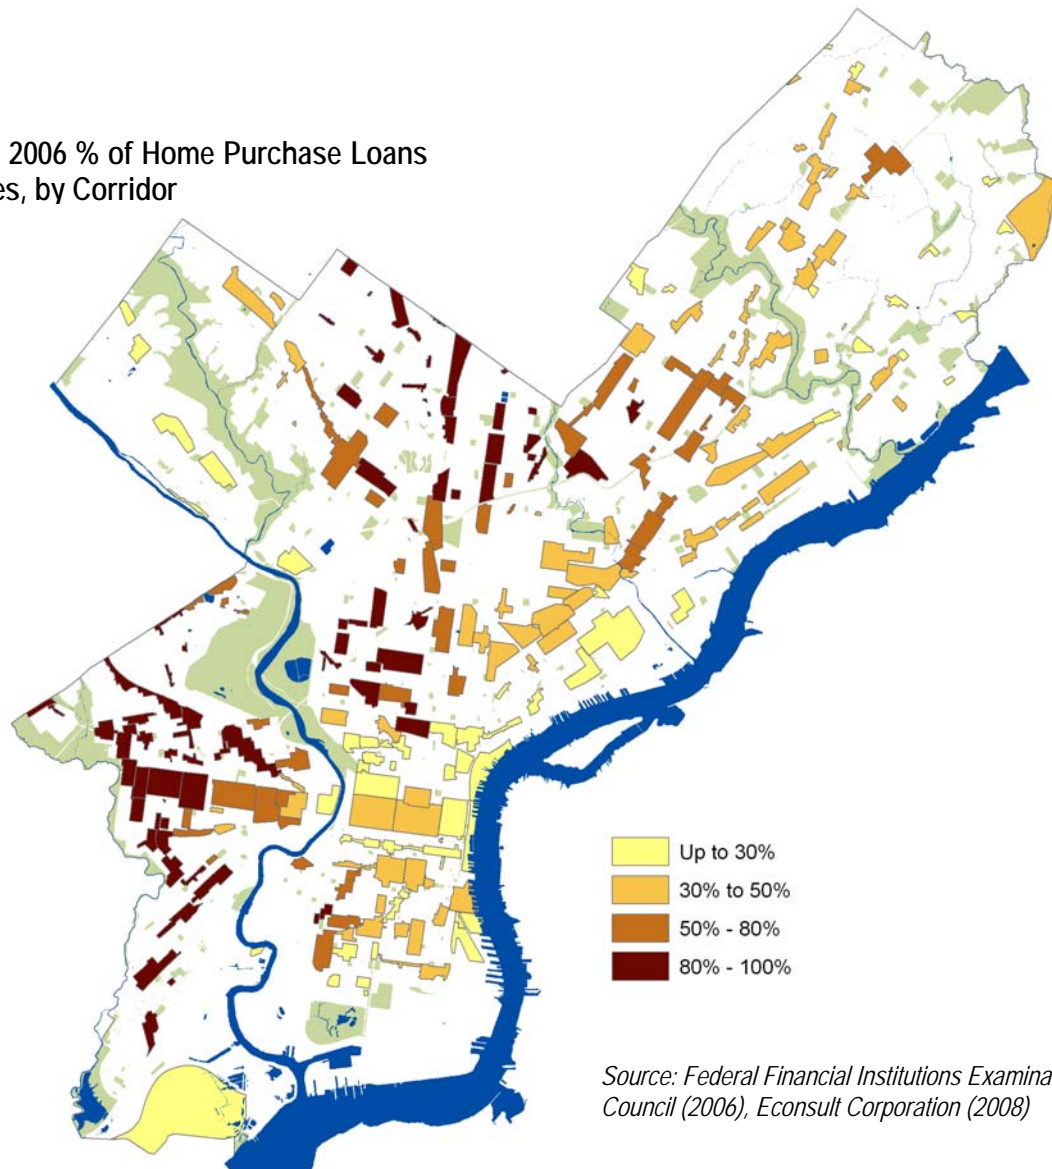 2006 % of Home Purchase Loans
es, by Corridor
Up to 30%
30% to 50%
50% - 80%
80% - 100%
Source: Federal Financial Institutions Examina
Council (2006), Econsult Corporation (2008)